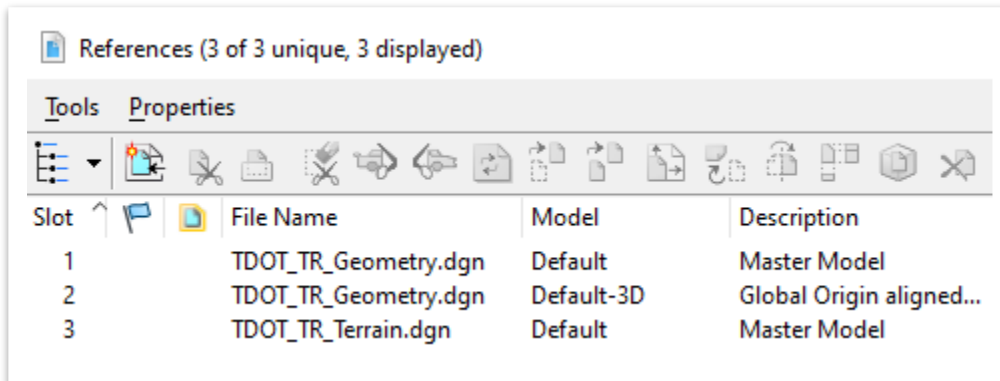 References (3 of 3 unique, 3 displayed)
Tools Properties
Slot File Name Model Description
1 TDOT_TR_Geometry.dgn Default Master Model
2 TDOT_TR_Geometry.dgn Default-3D Global Origin aligned...
3 TDOT_TR_Terrain.dgn Default Master Model